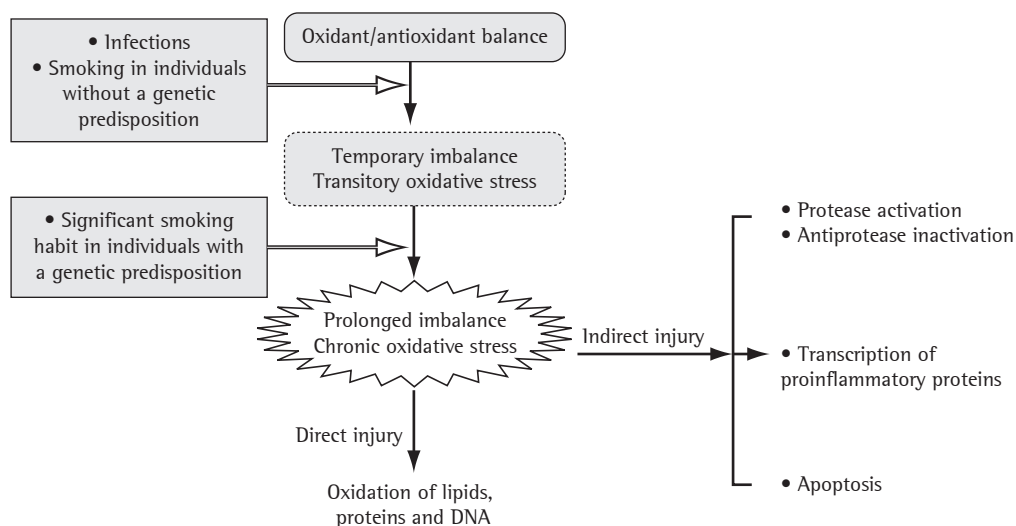 • Infections
• Smoking in individuals
without a genetic
predisposition
Oxidant/antioxidant balance
Temporary imbalance
Transitory oxidative stress
• Significant smoking
habit in individuals with
a genetic predisposition
Prolonged imbalance
Chronic oxidative stress
Indirect injury
• Protease activation
• Antiprotease inactivation
• Transcription of
proinflammatory proteins
• Apoptosis
Direct injury
Oxidation of lipids,
proteins and DNA